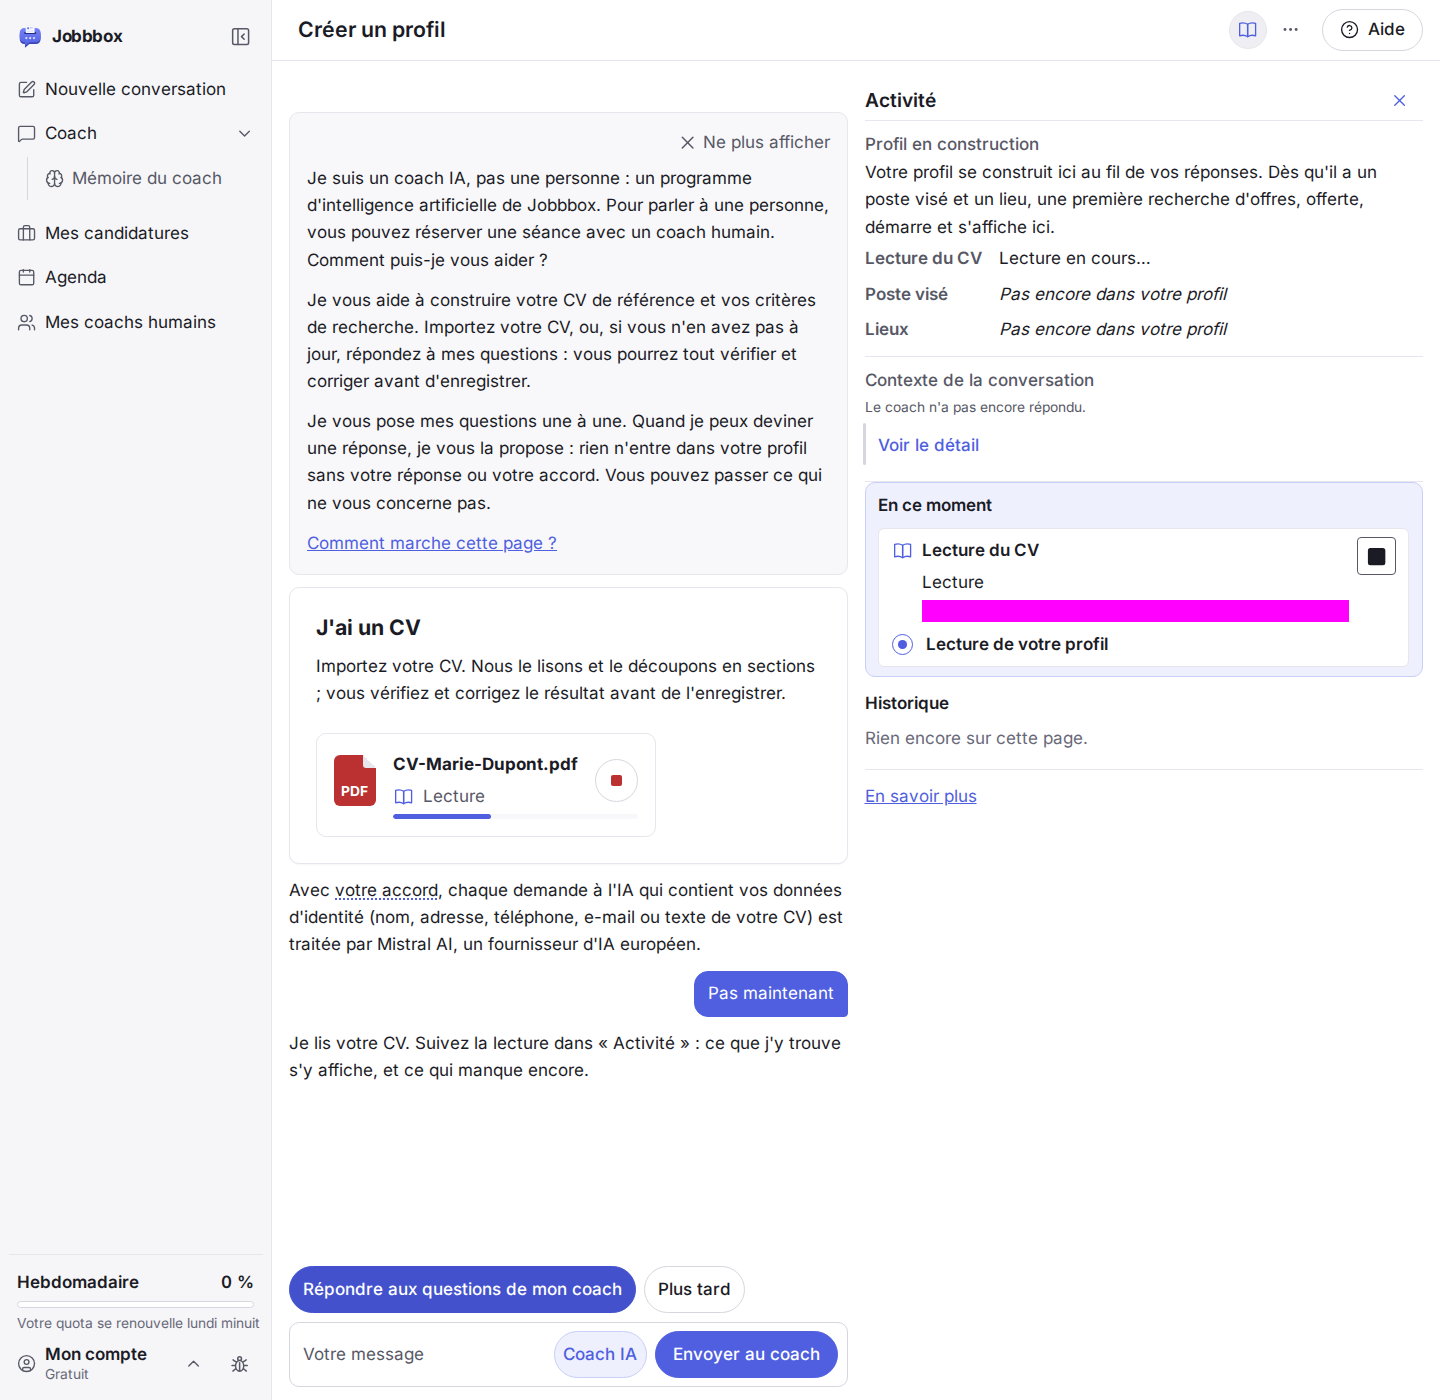 Jobbbox
Nouvelle conversation
Coach
Mémoire du coach
Mes candidatures
Agenda
Mes coachs humains
Hebdomadaire 0 %
Votre quota se renouvelle lundi minuit
Mon compte
Gratuit
Créer un profil
Aide
Ne plus afficher
Je suis un coach IA, pas une personne : un programme
d'intelligence artificielle de Jobbbox. Pour parler à une personne,
vous pouvez réserver une séance avec un coach humain.
Comment puis-je vous aider ?
Je vous aide à construire votre CV de référence et vos critères
de recherche. Importez votre CV, ou, si vous n'en avez pas à
jour, répondez à mes questions : vous pourrez tout vérifier et
corriger avant d'enregistrer.
Je vous pose mes questions une à une. Quand je peux deviner
une réponse, je vous la propose : rien n'entre dans votre profil
sans votre réponse ou votre accord. Vous pouvez passer ce qui
ne vous concerne pas.
Comment marche cette page ?
J'ai un CV
Importez votre CV. Nous le lisons et le découpons en sections
; vous vérifiez et corrigez le résultat avant de l'enregistrer.
PDF
CV-Marie-Dupont.pdf
Lecture
Avec votre accord, chaque demande à l'IA qui contient vos données
d'identité (nom, adresse, téléphone, e-mail ou texte de votre CV) est
traitée par Mistral AI, un fournisseur d'IA européen.
Pas maintenant
Je lis votre CV. Suivez la lecture dans « Activité » : ce que j'y trouve
s'y affiche, et ce qui manque encore.
Répondre aux questions de mon coach
Plus tard
Votre message
Coach IA
Envoyer au coach
Activité
Profil en construction
Votre profil se construit ici au fil de vos réponses. Dès qu'il a un
poste visé et un lieu, une première recherche d'offres, offerte,
démarre et s'affiche ici.
Lecture du CV Lecture en cours…
Poste visé Pas encore dans votre profil
Lieux Pas encore dans votre profil
Contexte de la conversation
Le coach n'a pas encore répondu.
Voir le détail
En ce moment
Lecture du CV
Lecture
Lecture de votre profil
Historique
Rien encore sur cette page.
En savoir plus